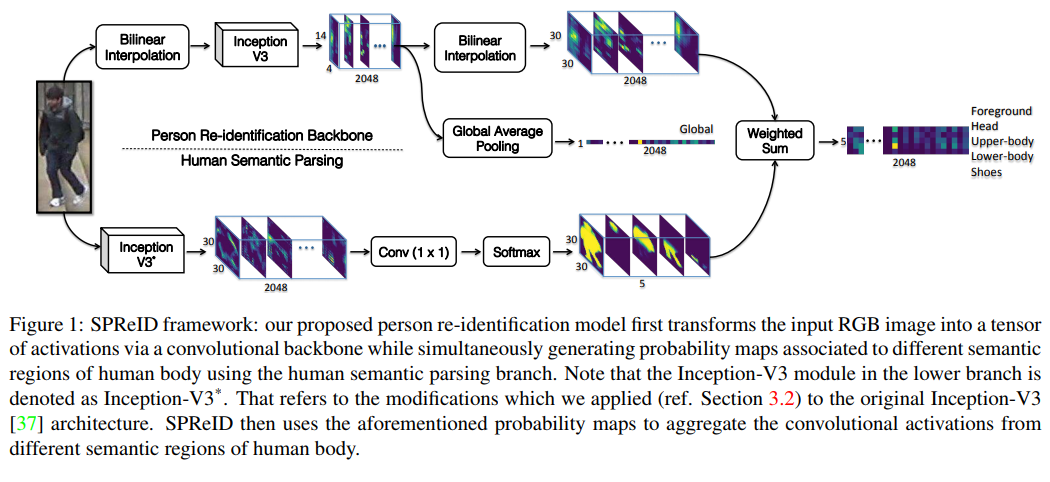 Bilinear
Interpolation
Inception
V3
14
4
2048
Bilinear
Interpolation
30
30
2048
Person Re-identification Backbone
Human Semantic Parsing
Global Average
Pooling
1
Global
2048
Weighted
Sum
5
2048
Foreground
Head
Upper-body
Lower-body
Shoes
Inception
V3*
30
30
2048
Conv (1 x 1)
Softmax
30
30
5
Figure 1: SPReID framework: our proposed person re-identification model first transforms the input RGB image into a tensor
of activations via a convolutional backbone while simultaneously generating probability maps associated to different semantic
regions of human body using the human semantic parsing branch. Note that the Inception-V3 module in the lower branch is
denoted as Inception-V3*. That refers to the modifications which we applied (ref. Section 3.2) to the original Inception-V3
[37] architecture. SPReID then uses the aforementioned probability maps to aggregate the convolutional activations from
different semantic regions of human body.